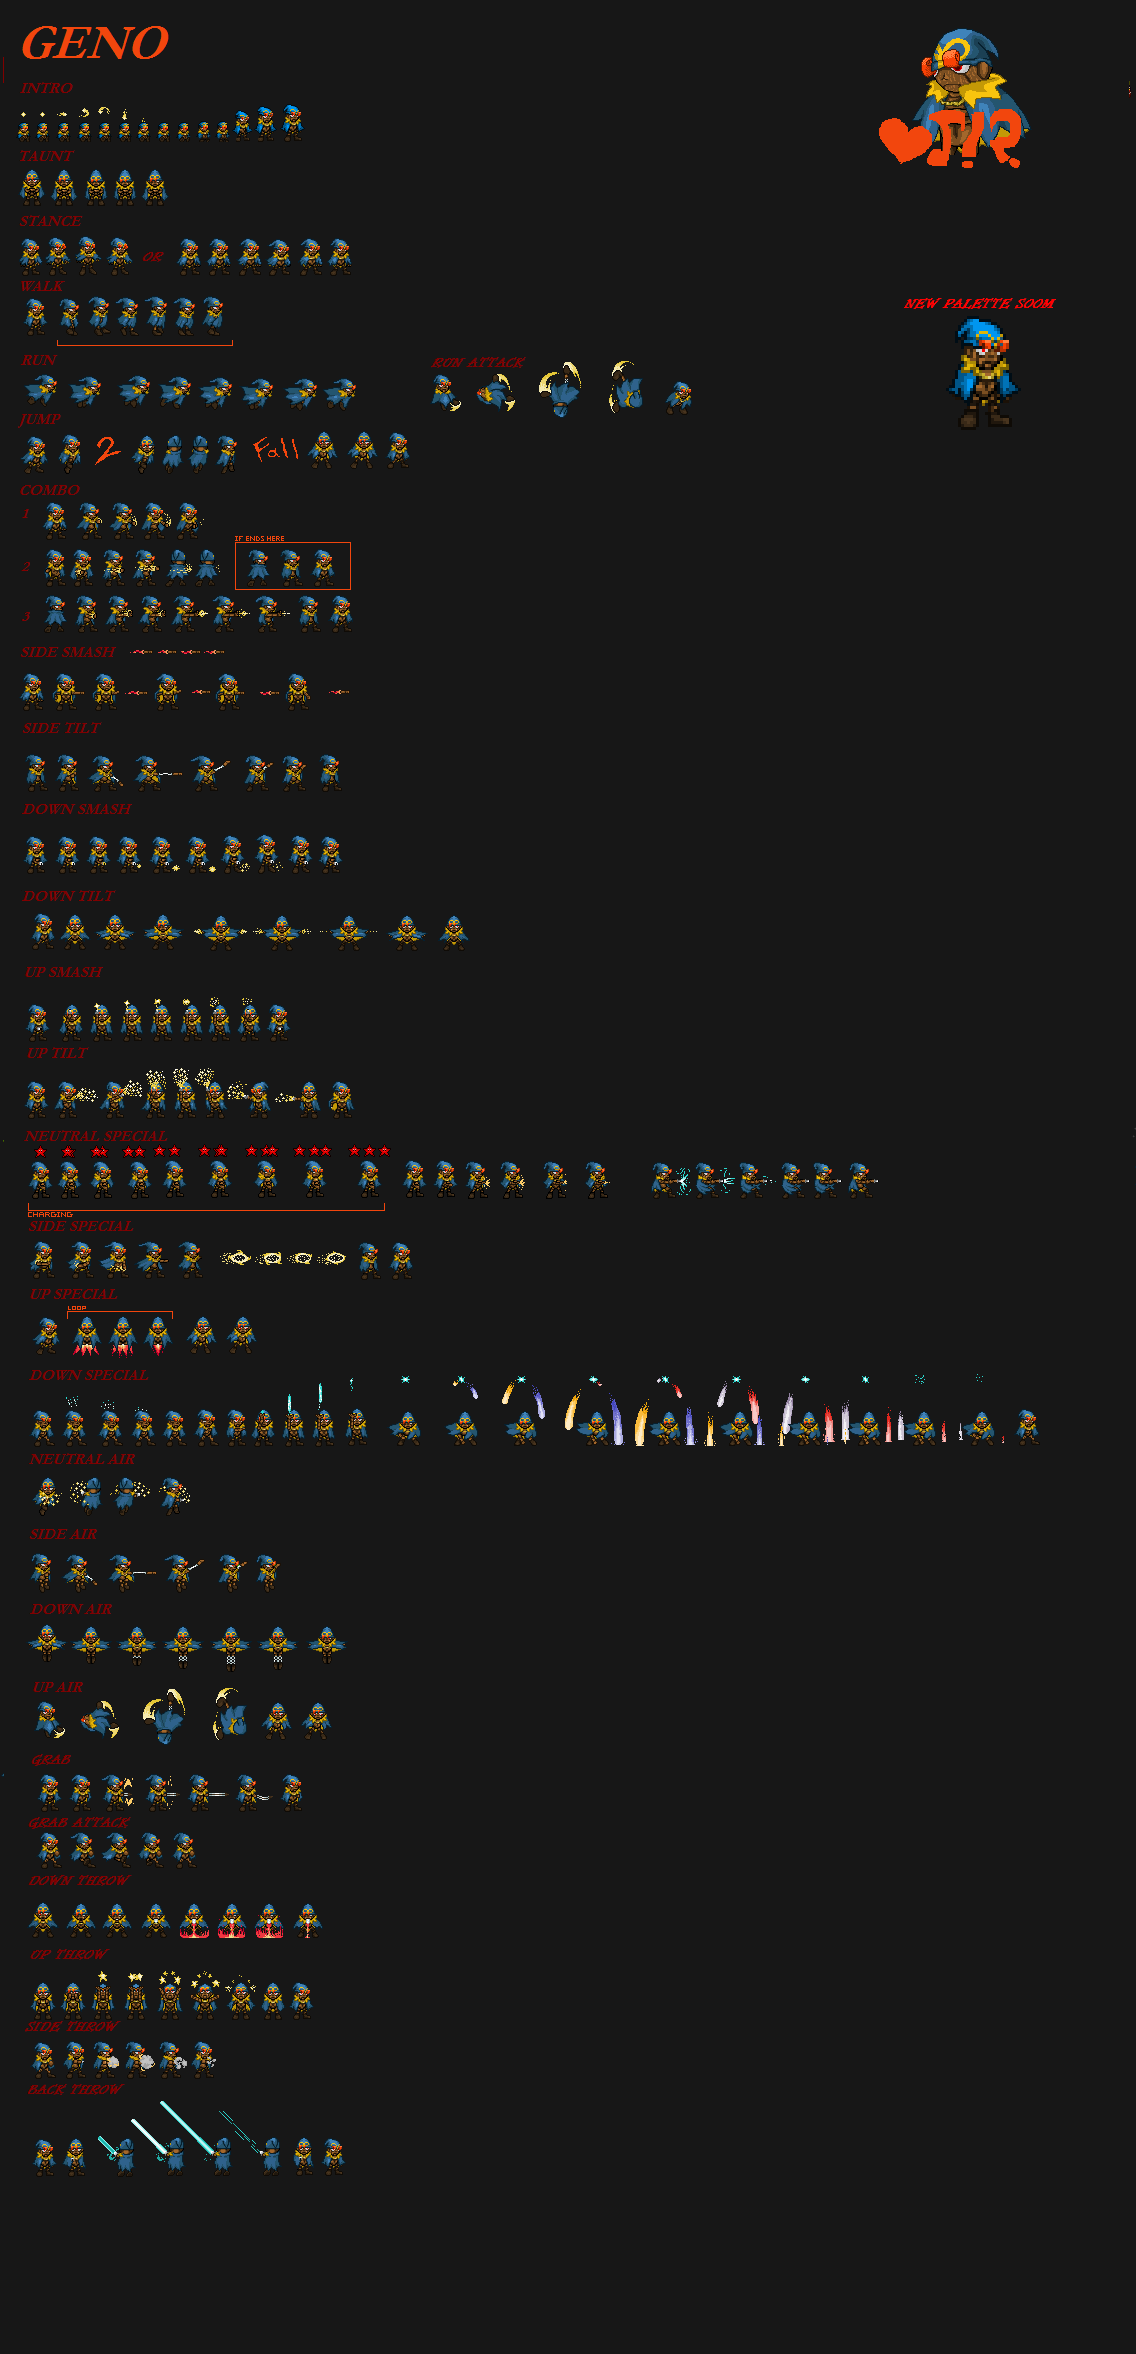 GENO
INTRO
TAUNT
STANCE
OR
WALK
NEW PALETTE SOOM
RUN
RUN ATTACK
JUMP
2
Fall
COMBO
1
IF ENDS HERE
2
3
SIDE SMASH
SIDE TILT
DOWN SMASH
DOWN TILT
UP SMASH
UP TILT
NEUTRAL SPECIAL
CHARGING
SIDE SPECIAL
UP SPECIAL
LOOP
DOWN SPECIAL
NEUTRAL AIR
SIDE AIR
DOWN AIR
UP AIR
GRAB
GRAB ATTACK
DOWN THROW
UP THROW
SIDE THROW
BACK THROW